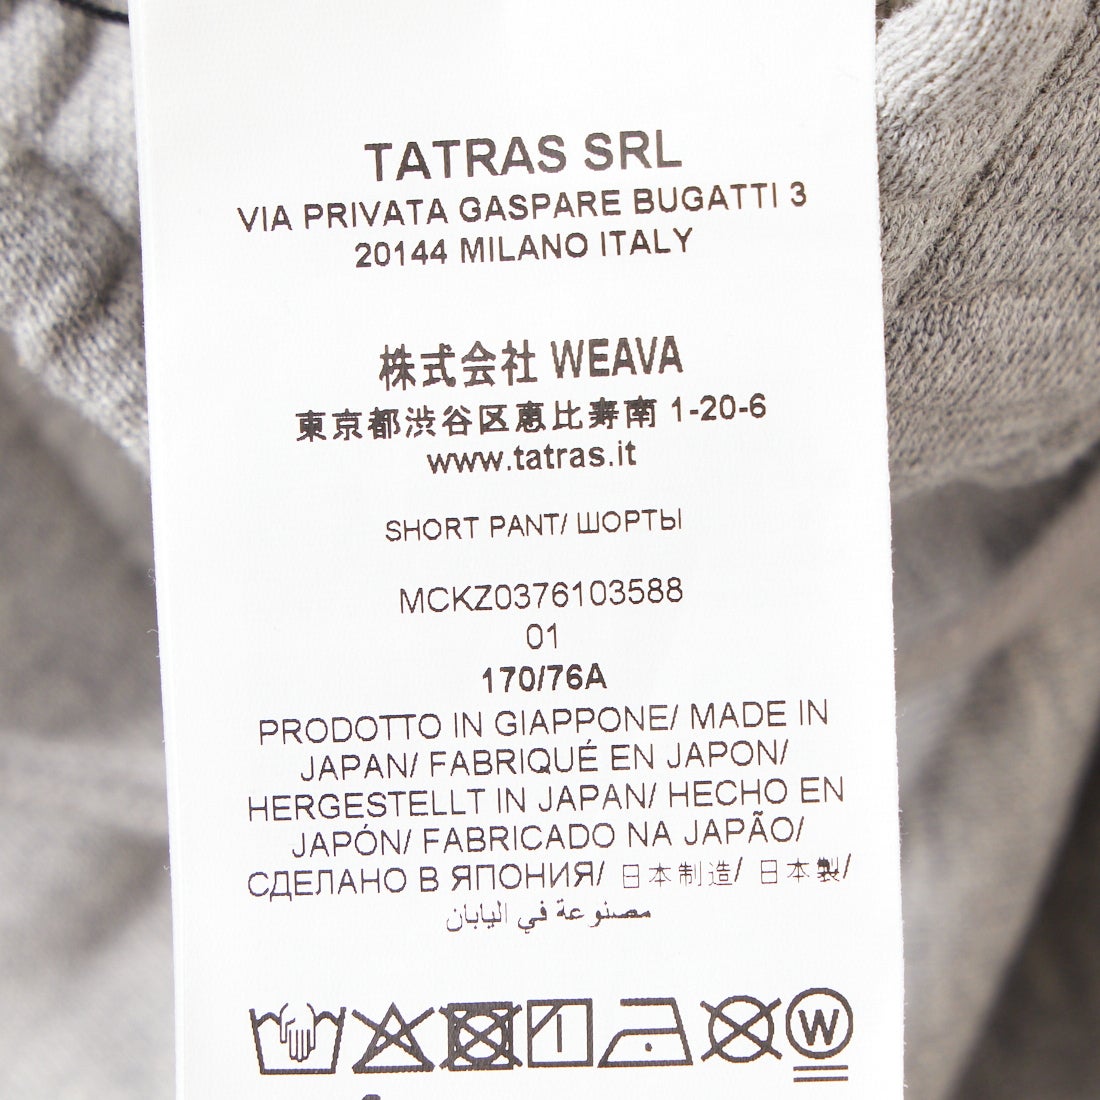 TATRAS SRL
VIA PRIVATA GASPARE BUGATTI 3
20144 MILANO ITALY
株式会社 WEAVA
東京都渋谷区恵比寿南 1-20-6
www.tatras.it
SHORT PANT/ ШОРТЫ
MCKZ0376103588
01
170/76A
PRODOTTO IN GIAPPONE/ MADE IN
JAPAN/ FABRIQUÉ EN JAPON/
HERGESTELLT IN JAPAN/ HECHO EN
JAPÓN/ FABRICADO NA JAPÃO/
СДЕЛАНО В ЯПОНИЯ/ 日本制造/ 日本製/
مصنوعة في اليابان
W